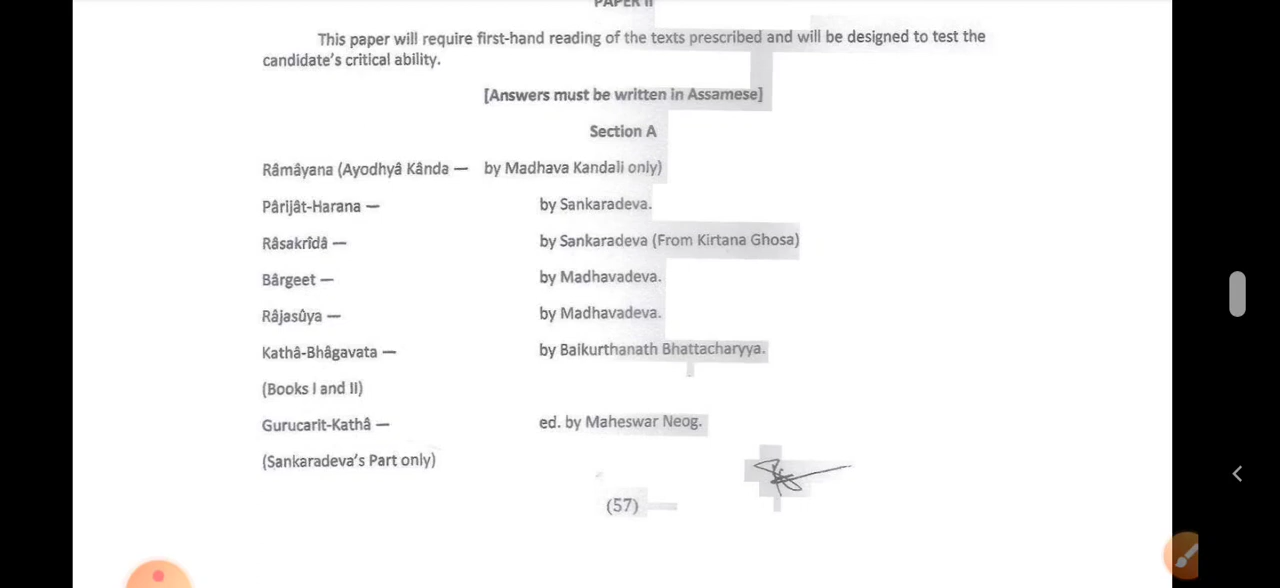 PAPER II
This paper will require first-hand reading of the texts prescribed and will be designed to test the
candidate's critical ability.
[Answers must be written in Assamese]
Section A
Râmâyana (Ayodhyâ Kânda — by Madhava Kandali only)
Pârijât-Harana — by Sankaradeva.
Râsakrîdâ — by Sankaradeva (From Kirtana Ghosa)
Bârgeet — by Madhavadeva.
Râjasûya — by Madhavadeva.
Kathâ-Bhâgavata — by Baikurthanath Bhattacharyya.
(Books I and II)
Gurucarit-Kathâ — ed. by Maheswar Neog.
(Sankaradeva's Part only)
(57)